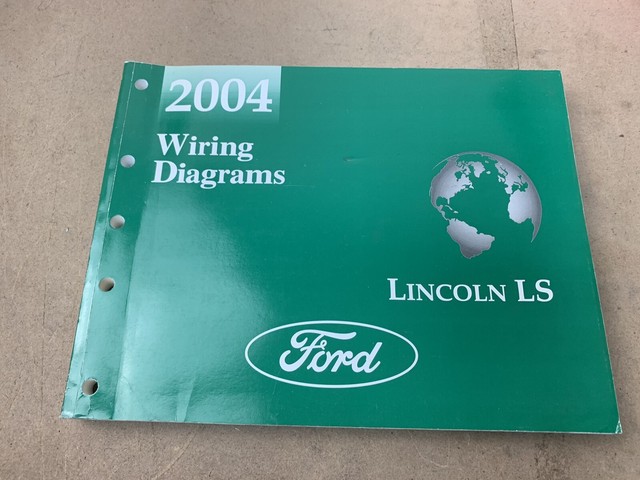 2004
Wiring
Diagrams
LINCOLN LS
Ford